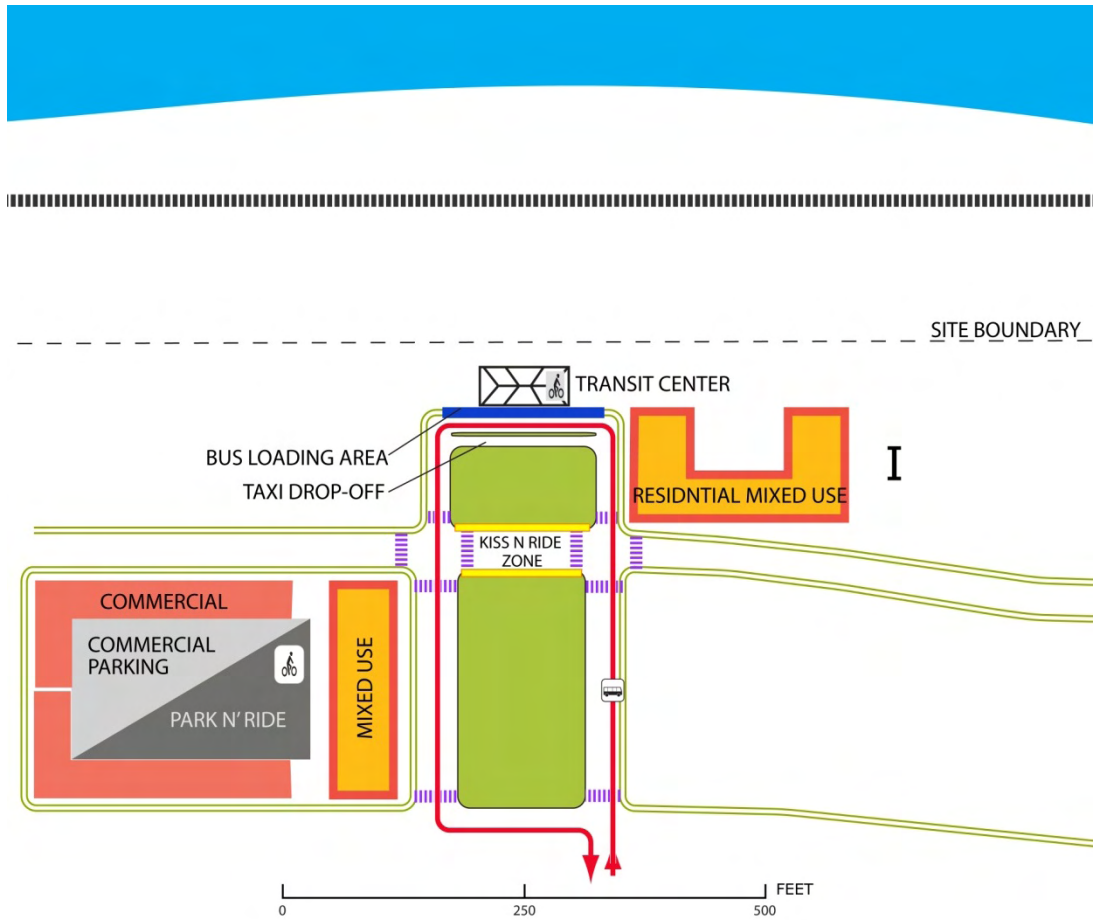 SITE BOUNDARY
TRANSIT CENTER
BUS LOADING AREA
TAXI DROP-OFF
RESIDNTIAL MIXED USE
I
KISS N RIDE
ZONE
COMMERCIAL
COMMERCIAL
PARKING
PARK N' RIDE
MIXED USE
FEET
0
250
500